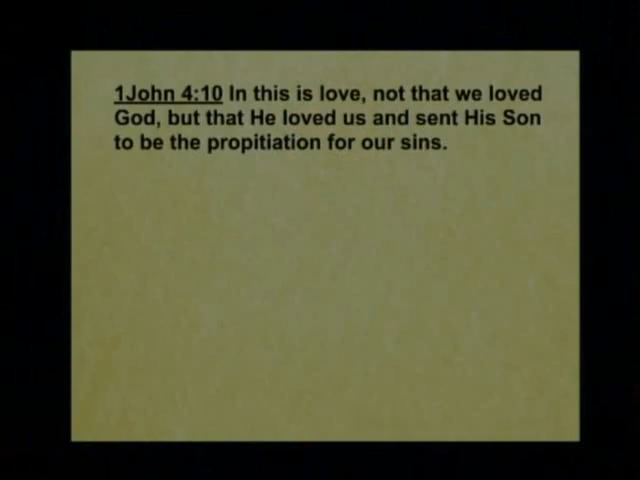 1John 4:10 In this is love, not that we loved
God, but that He loved us and sent His Son
to be the propitiation for our sins.